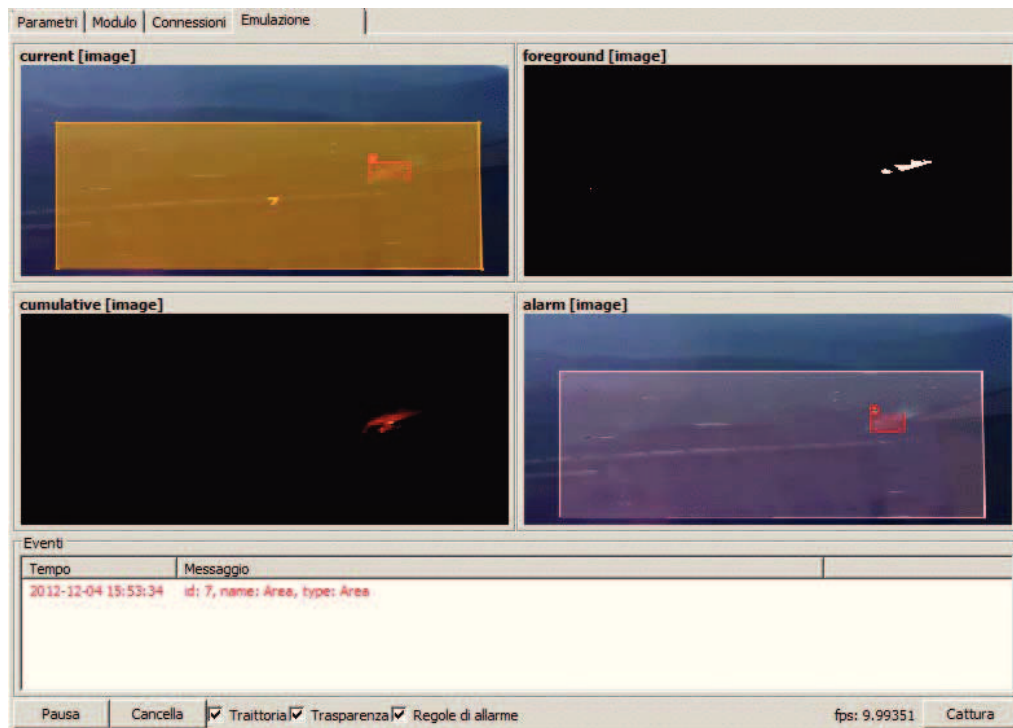 Parametri Modulo Connessioni Emulazione
current [image]
foreground [image]
cumulative [image]
alarm [image]
Eventi
Tempo Messaggio
2012-12-04 15:53:34 id: 7, name: Area, type: Area
Pausa Cancella Traittoria Trasparenza Regole di allarme fps: 9.99351 Cattura